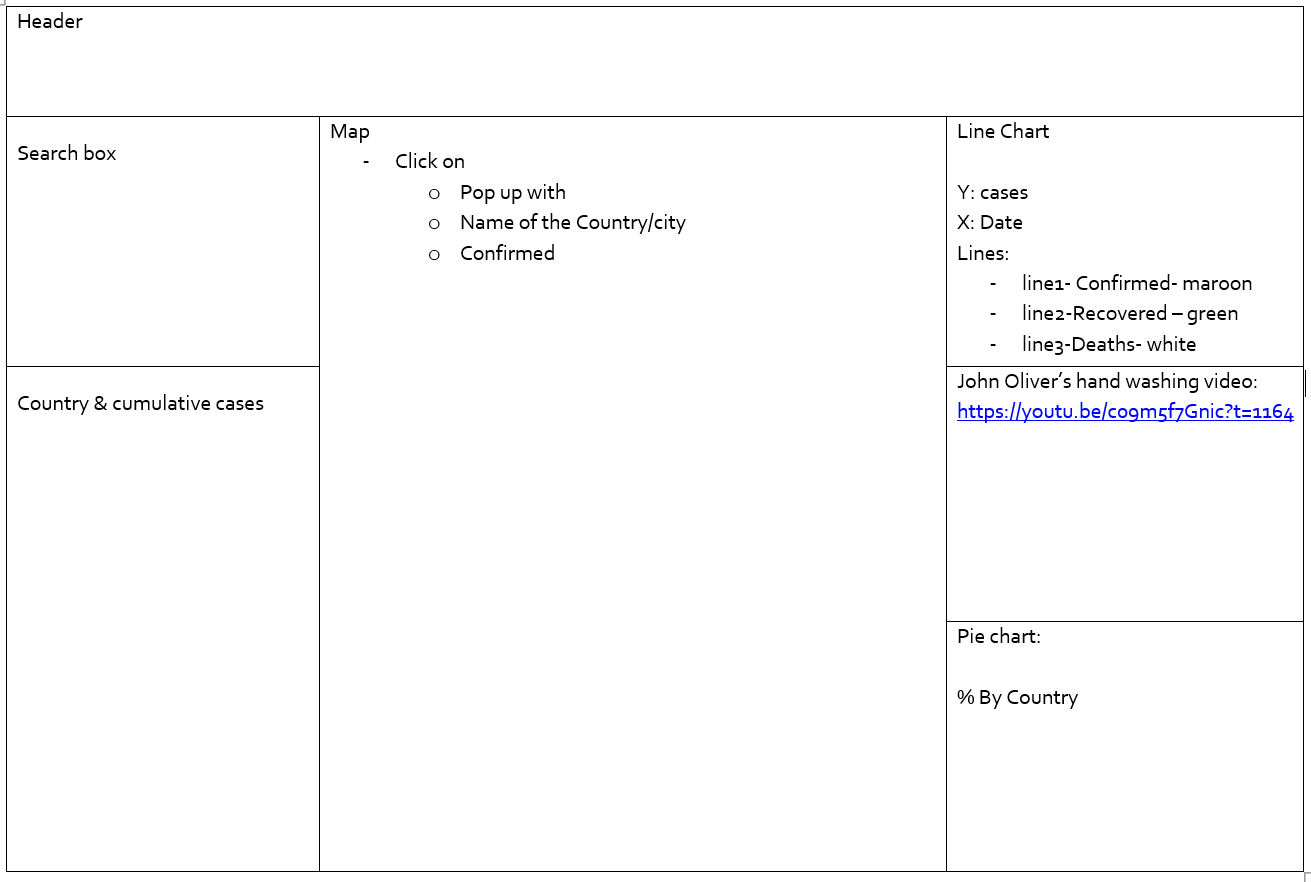 Header
Search box
Country & cumulative cases
Map
- Click on
o Pop up with
o Name of the Country/city
o Confirmed
Line Chart
Y: cases
X: Date
Lines:
- line1- Confirmed- maroon
- line2-Recovered – green
- line3-Deaths- white
John Oliver’s hand washing video:
https://youtu.be/c09m5f7Gnic?t=1164
Pie chart:
% By Country